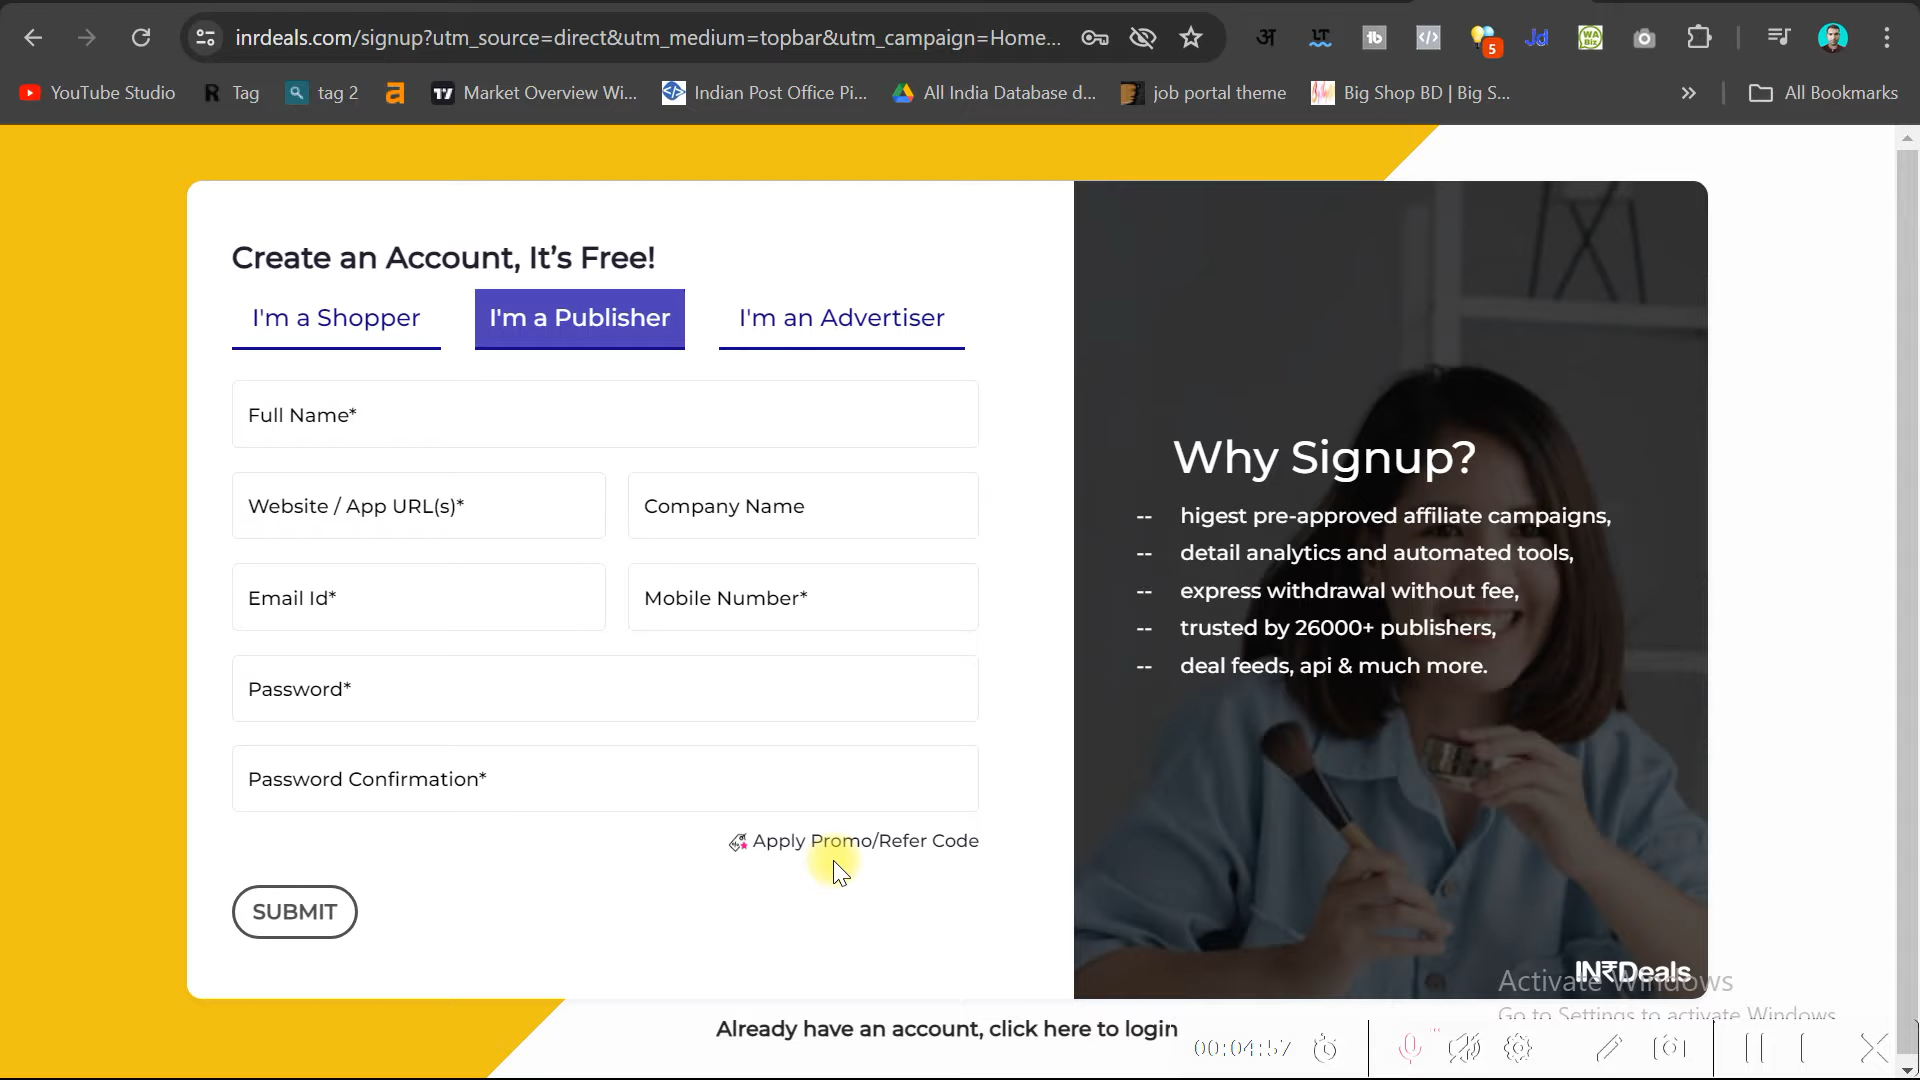 inrdeals.com/signup?utm_source=direct&utm_medium=topbar&utm_campaign=Home...
अ
5
Jd
WA
Biz
YouTube Studio
R Tag
tag 2
a
Market Overview Wi...
Indian Post Office Pi...
All India Database d...
job portal theme
Big Shop BD | Big S...
»
All Bookmarks
Create an Account, It’s Free!
I'm a Shopper
I'm a Publisher
I'm an Advertiser
Full Name*
Website / App URL(s)*
Company Name
Email Id*
Mobile Number*
Password*
Password Confirmation*
Apply Promo/Refer Code
SUBMIT
Why Signup?
-- higest pre-approved affiliate campaigns,
-- detail analytics and automated tools,
-- express withdrawal without fee,
-- trusted by 26000+ publishers,
-- deal feeds, api & much more.
IN₹Deals
Activate Windows
Go to Settings to activate Windows.
Already have an account, click here to login
00:04:57